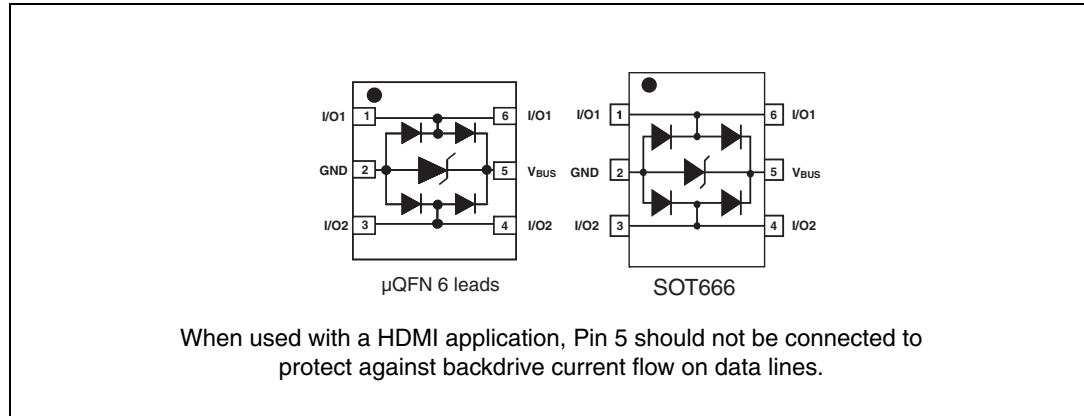 I/O1 1 6 I/O1
GND 2 5 VBUS
I/O2 3 4 I/O2
µQFN 6 leads
I/O1 1 6 I/O1
GND 2 5 VBUS
I/O2 3 4 I/O2
SOT666
When used with a HDMI application, Pin 5 should not be connected to
protect against backdrive current flow on data lines.